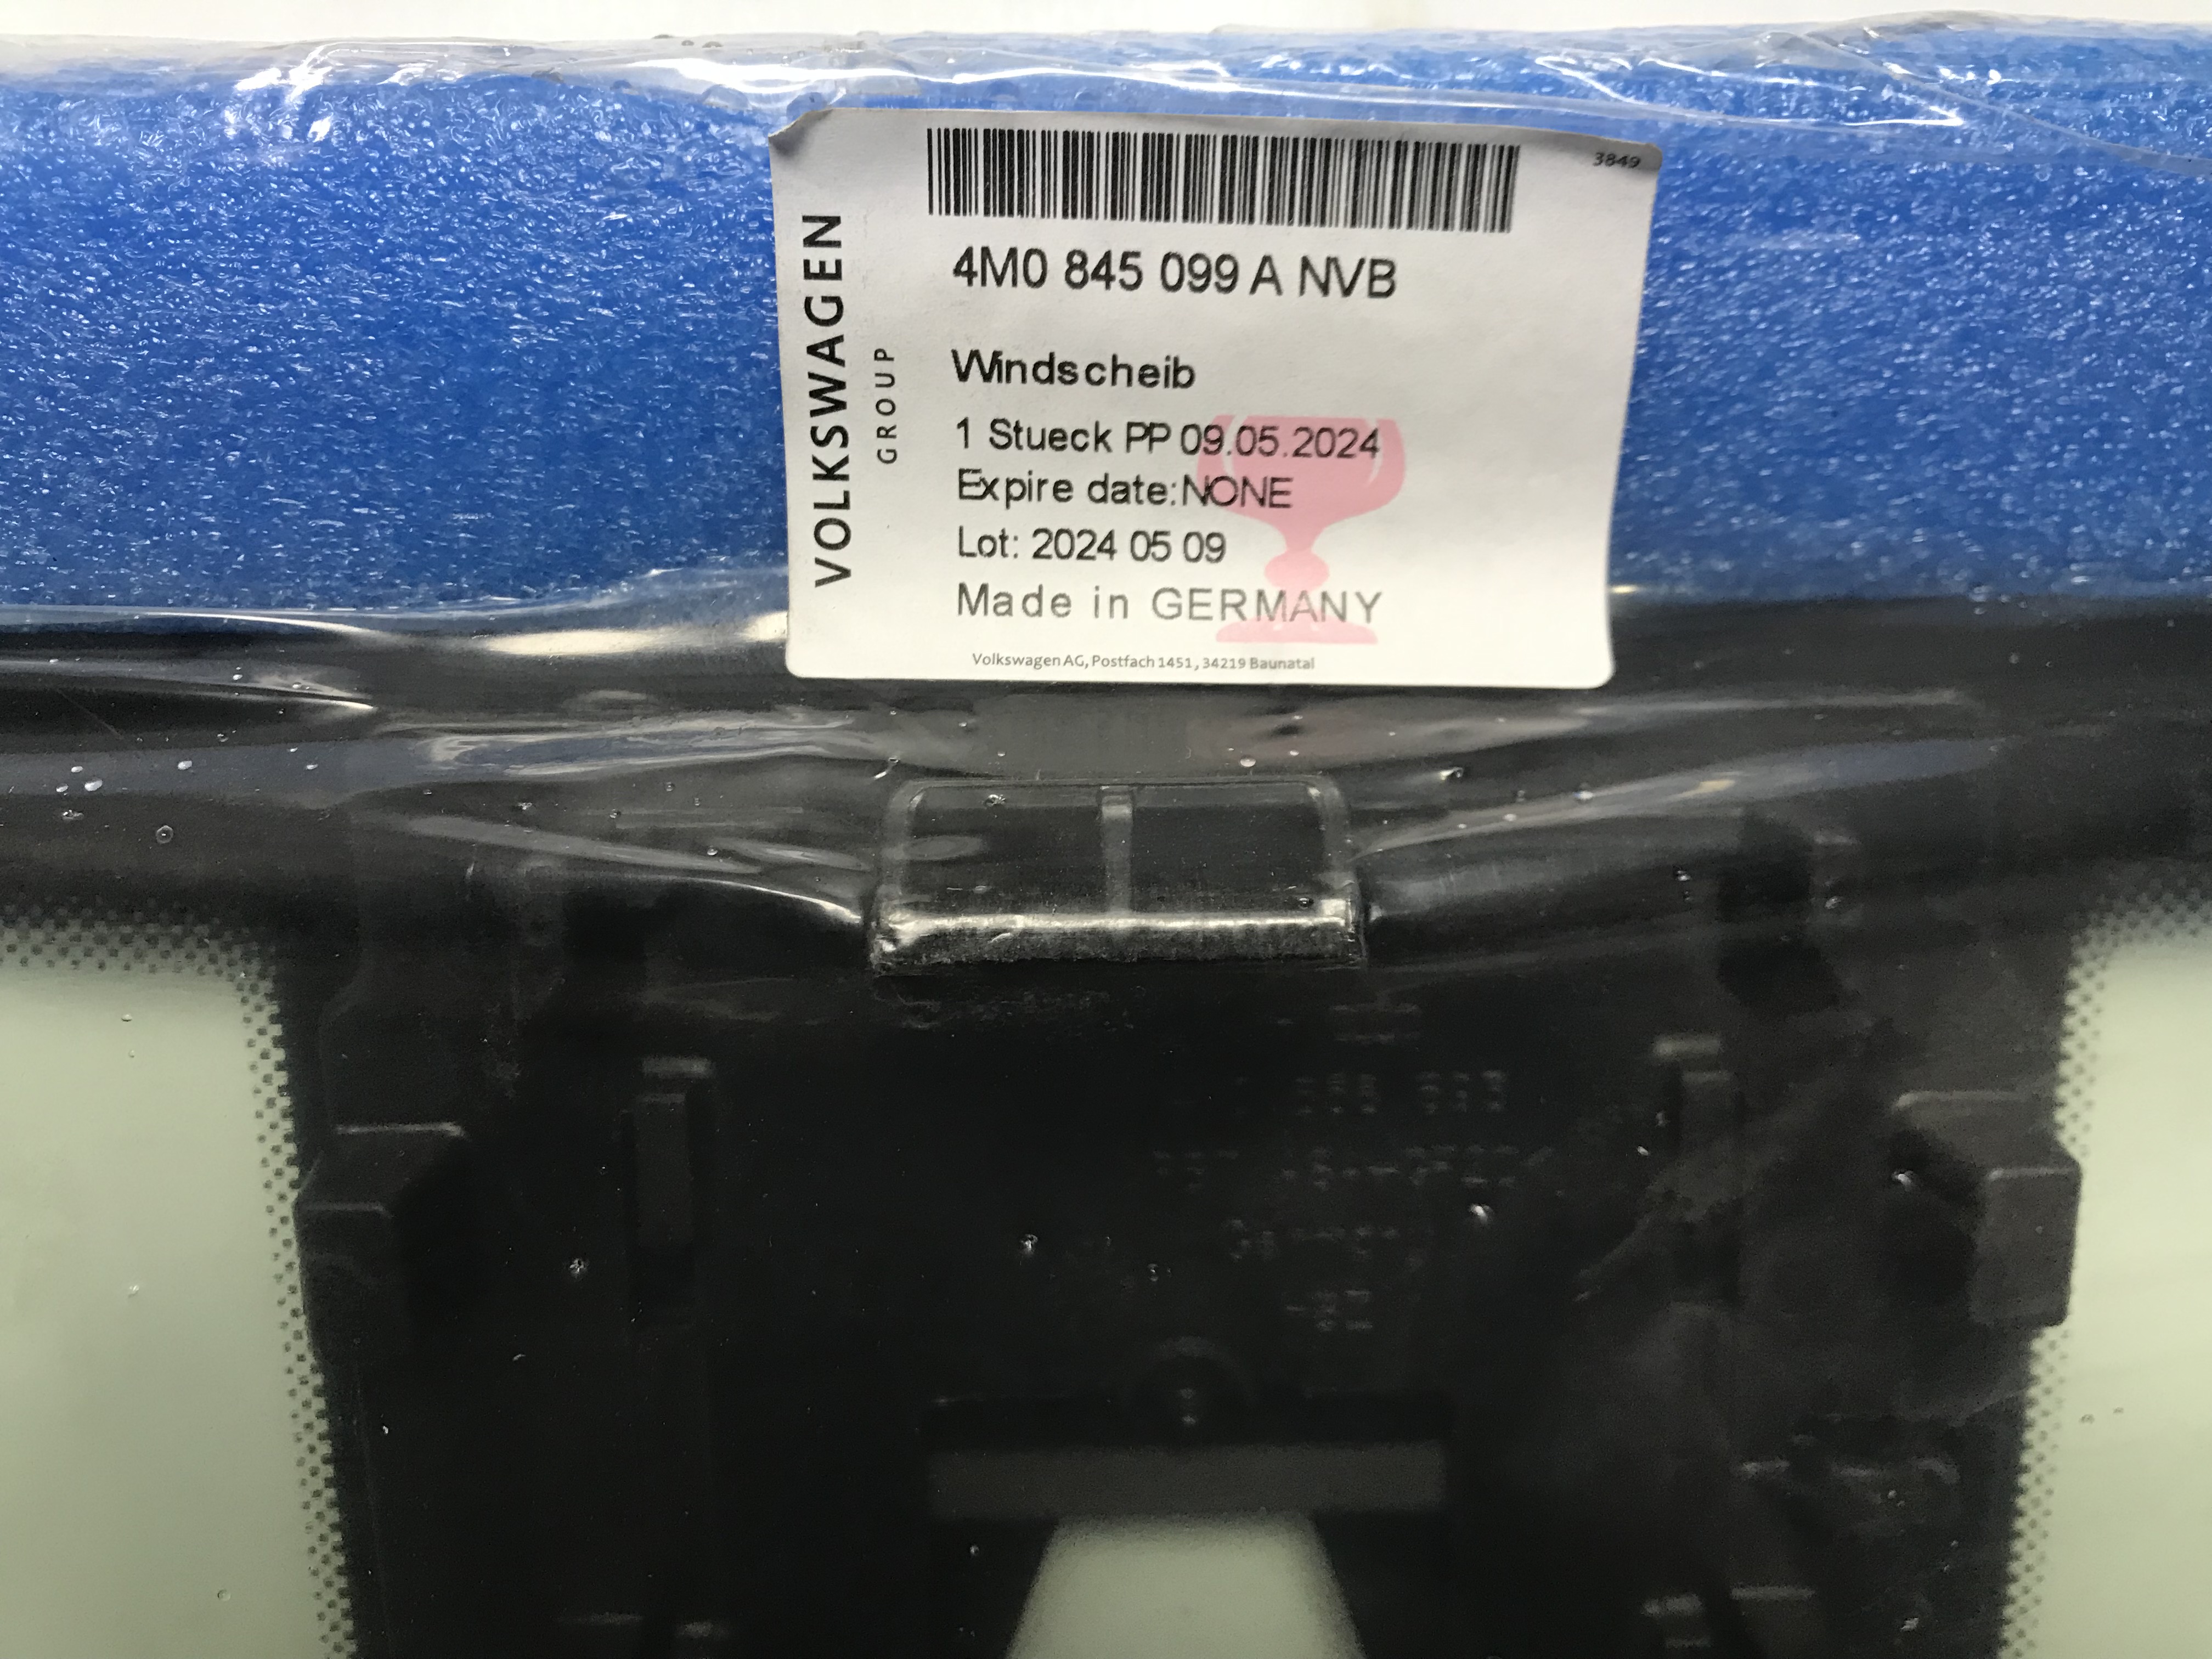 3849
4M0 845 099 A NVB
VOLKSWAGEN
GROUP
Windscheib
1 Stueck PP 09.05.2024
Expire date:NONE
Lot: 2024 05 09
Made in GERMANY
Volkswagen AG, Postfach 1451, 34219 Baunatal